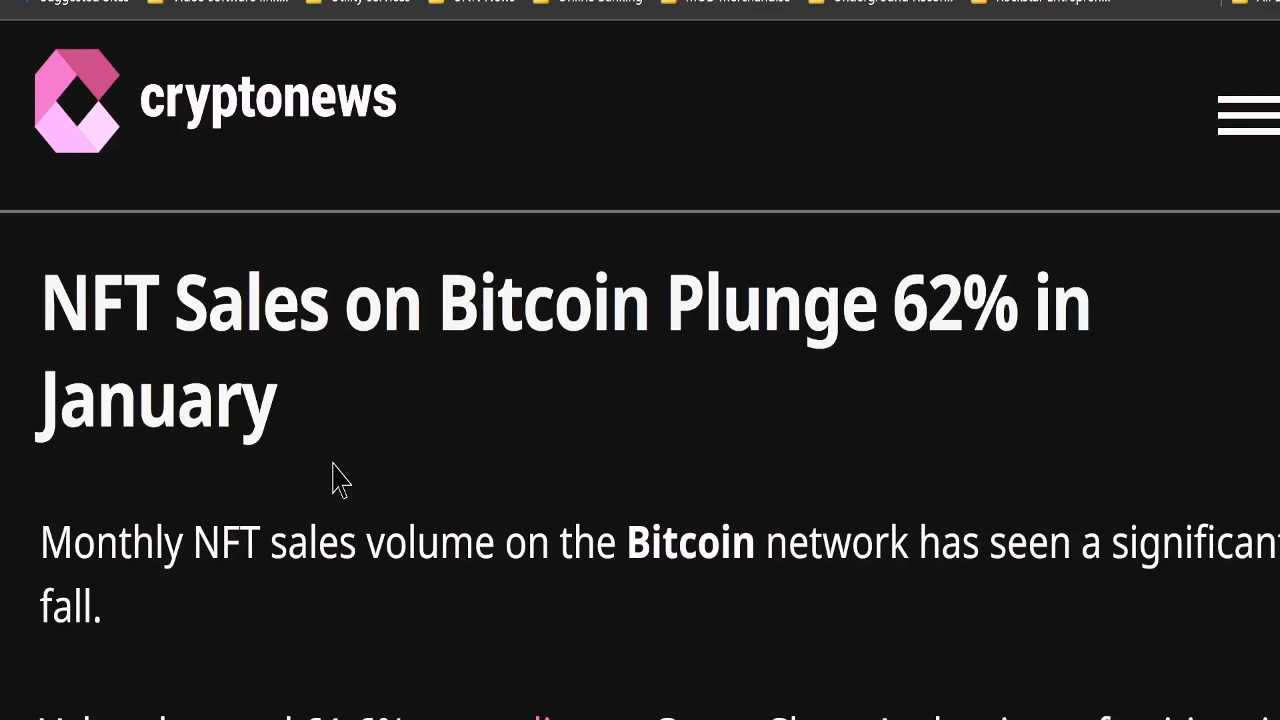 cryptonews
NFT Sales on Bitcoin Plunge 62% in
January
Monthly NFT sales volume on the Bitcoin network has seen a significant
fall.